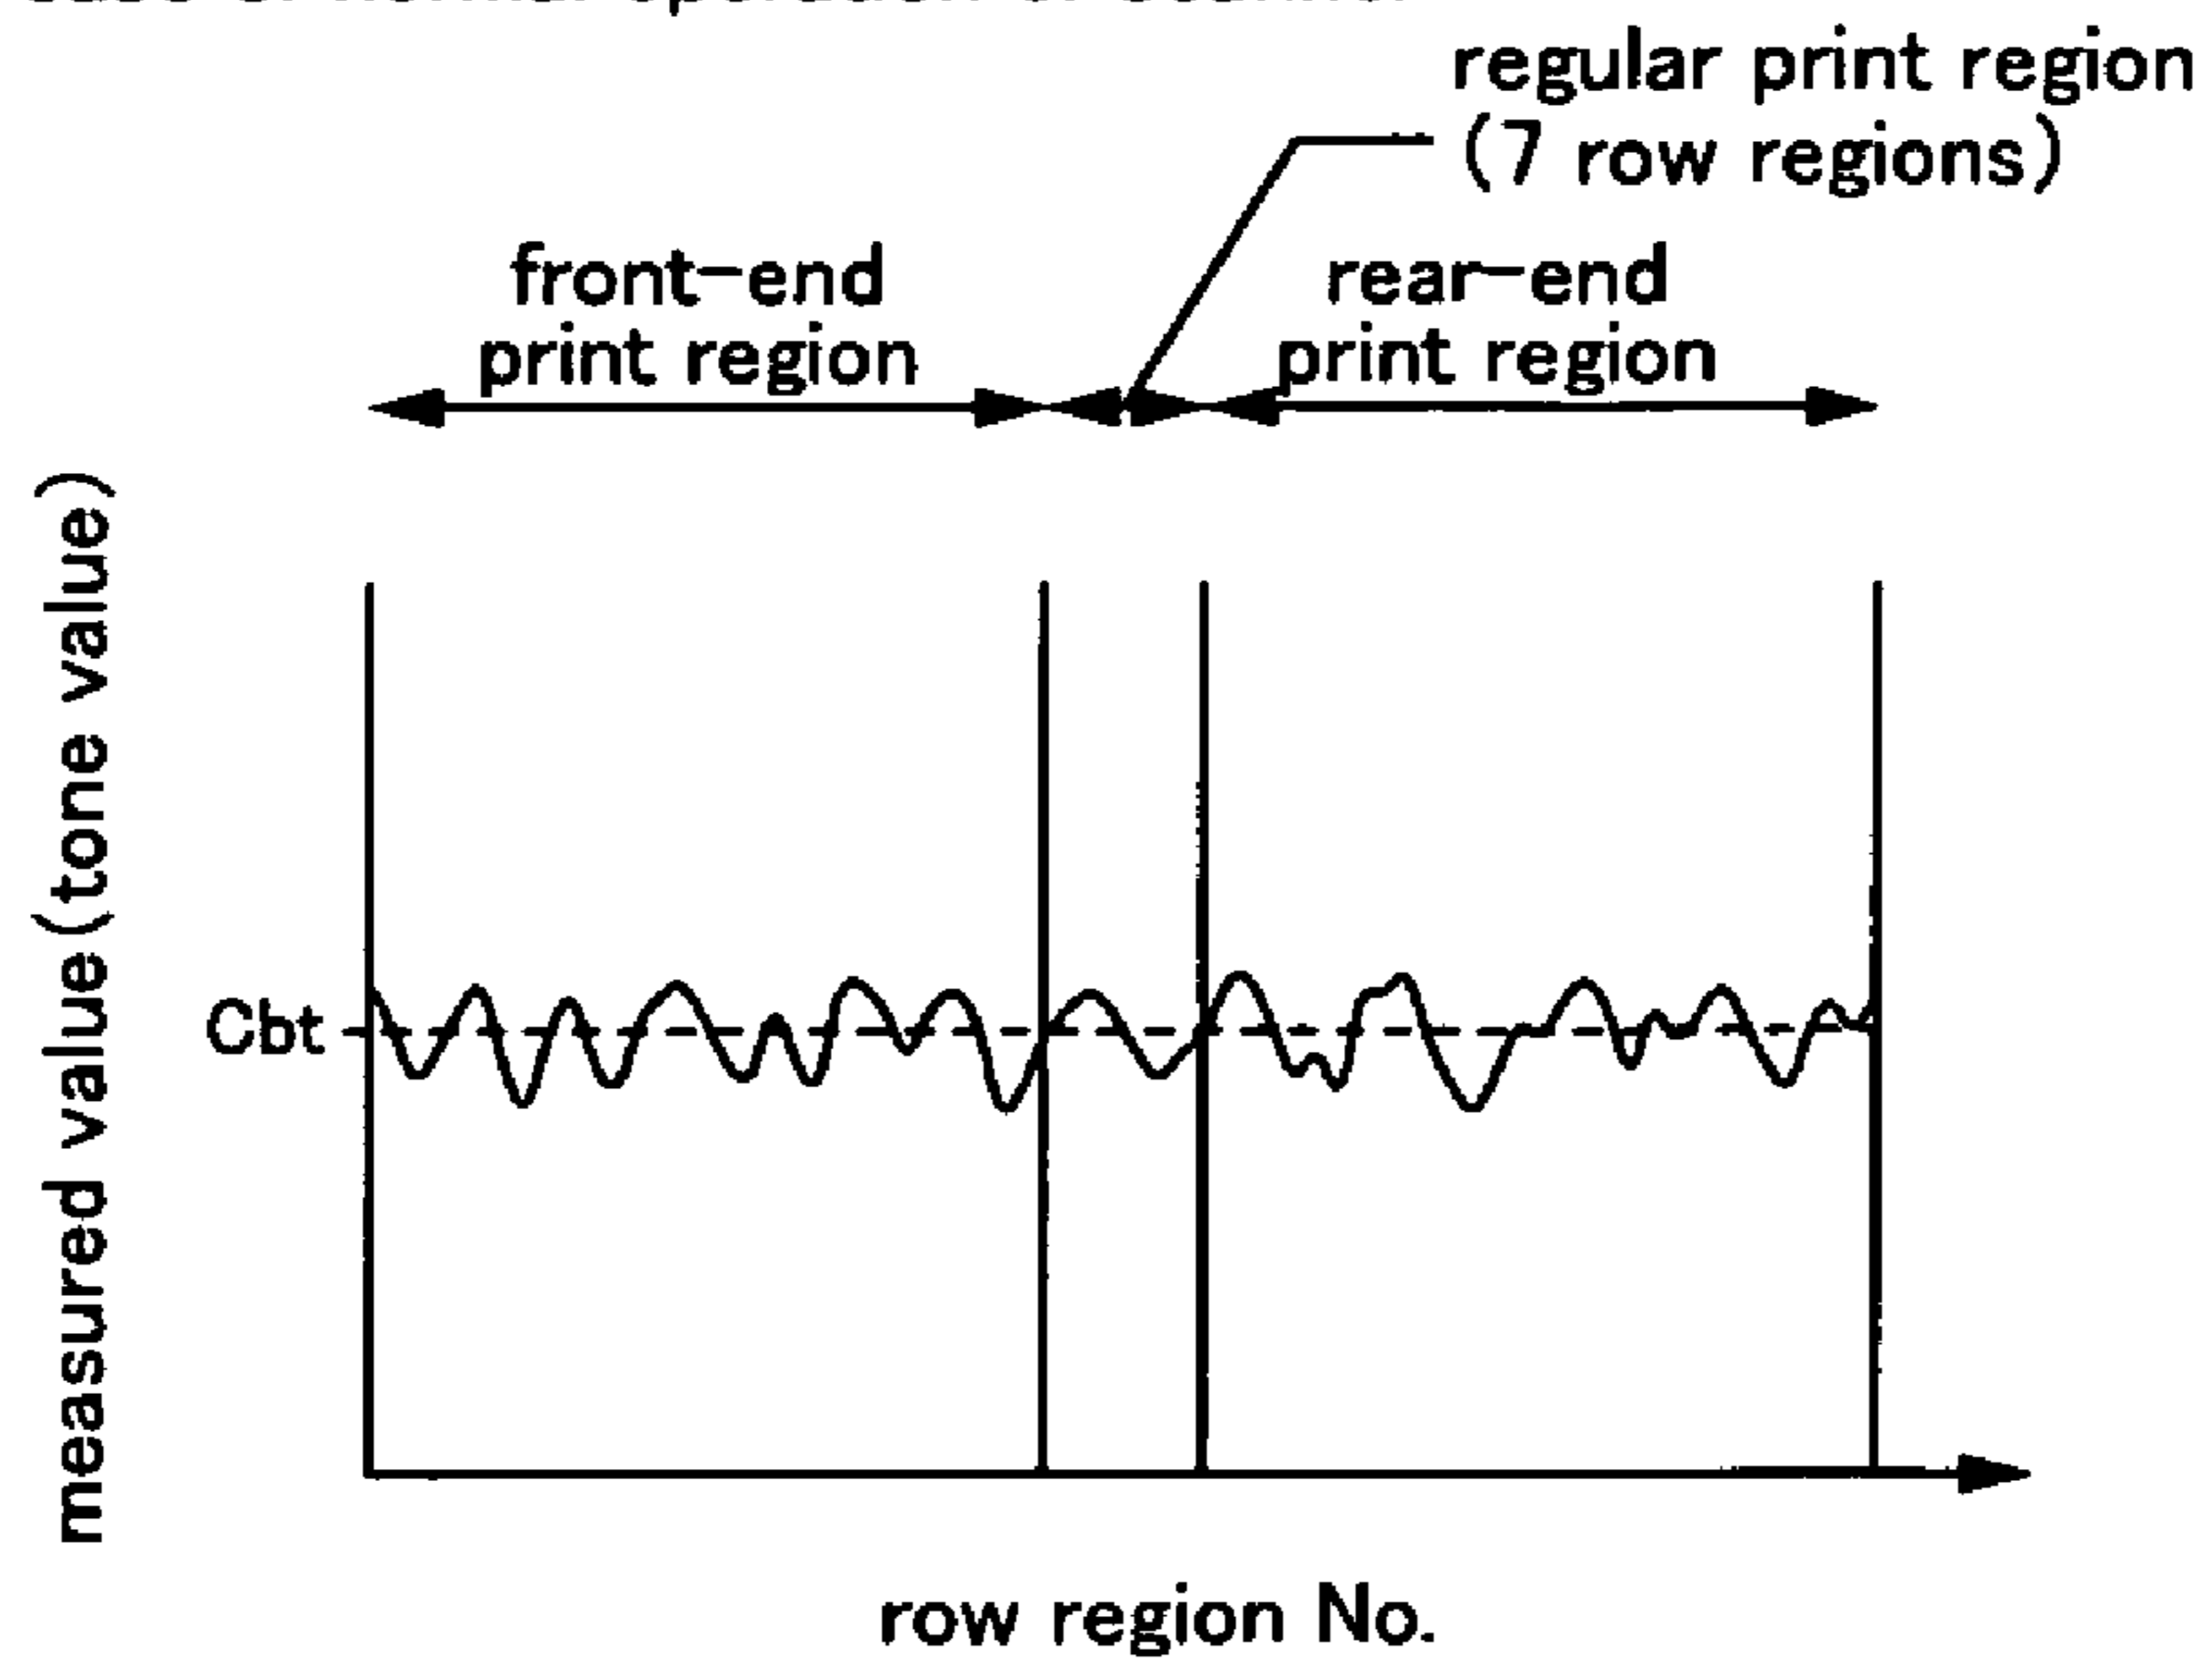 regular print region
(7 row regions)
front-end
print region
rear-end
print region
measured value(tone value)
Cbt
row region No.